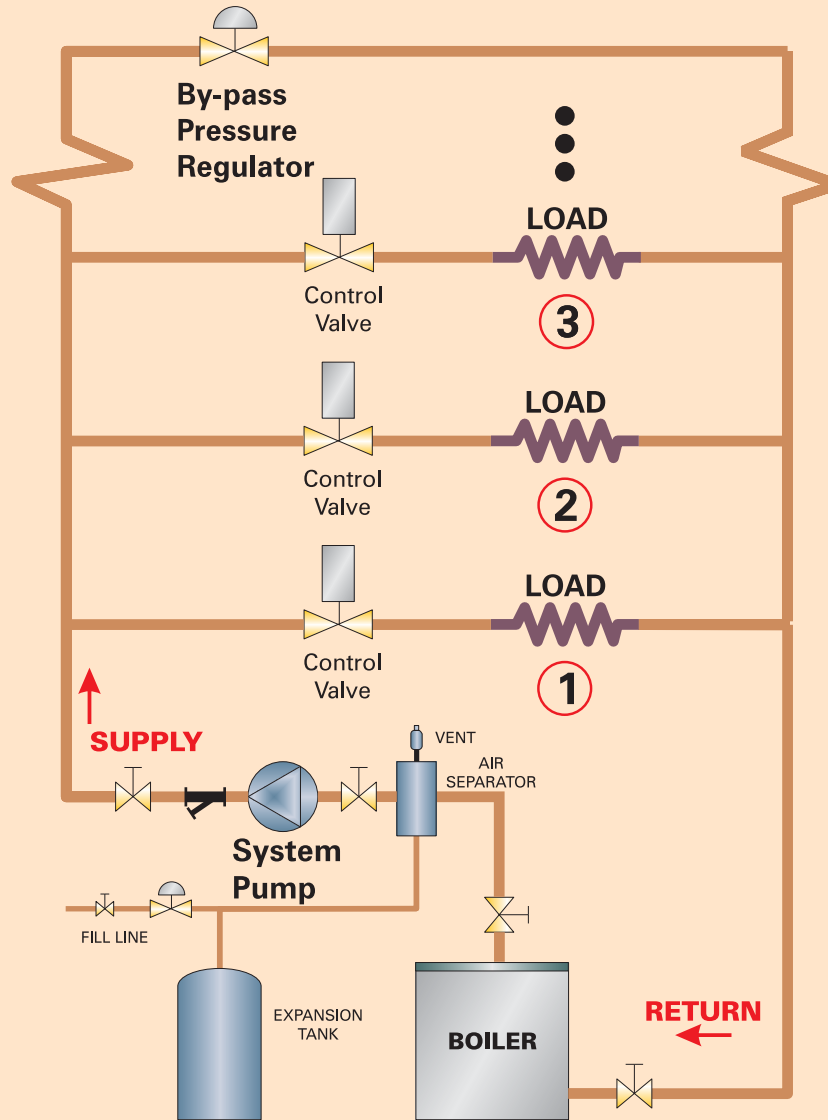 By-pass
Pressure
Regulator
LOAD
Control
Valve
3
LOAD
Control
Valve
2
LOAD
Control
Valve
1
SUPPLY
VENT
AIR
SEPARATOR
System
Pump
FILL LINE
EXPANSION
TANK
BOILER
RETURN